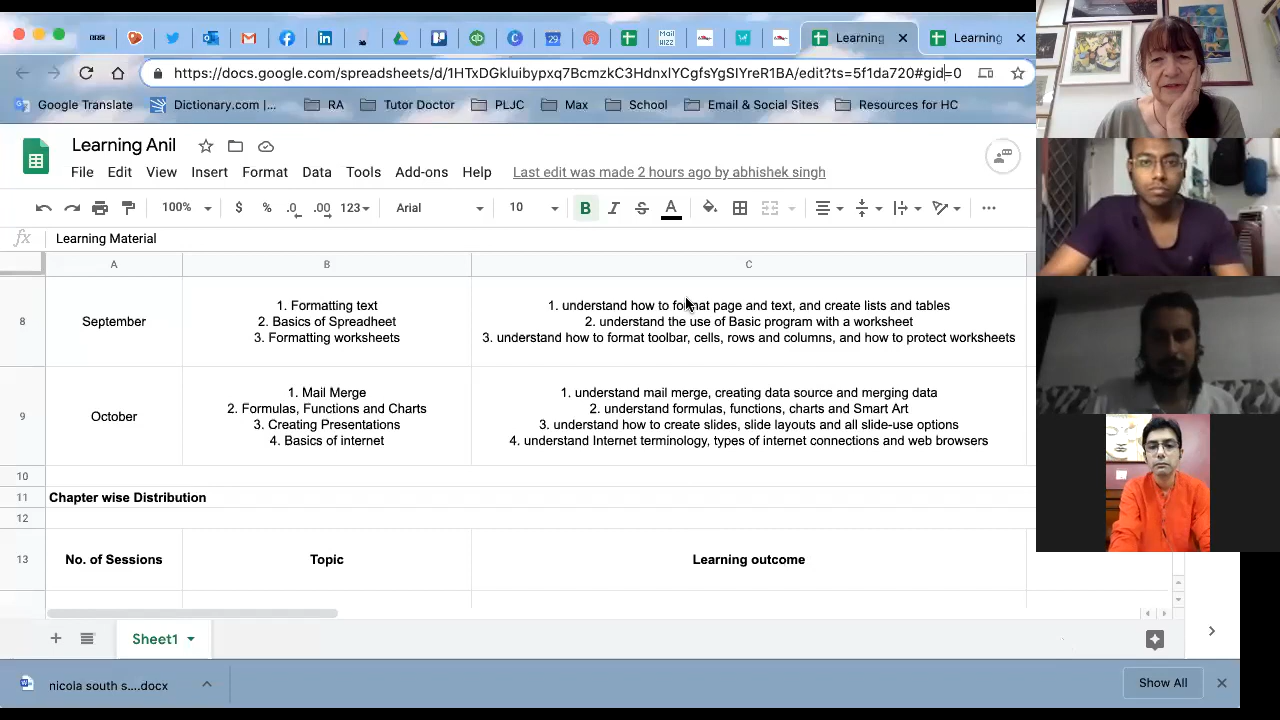 Learning
Learning
https://docs.google.com/spreadsheets/d/1HTxDGkluibypxq7BcmzkC3HdnxlYCgfsYgSIYreR1BA/edit?ts=5f1da720#gid=0
Google Translate
Dictionary.com
RA
Tutor Doctor
PLJC
Max
School
Email & Social Sites
Resources for HC
Learning Anil
File Edit View Insert Format Data Tools Add-ons Help Last edit was made 2 hours ago by abhishek singh
100% $ % .0 .00 123 Arial 10 B I S A
fx Learning Material
A B C
8
September
1. Formatting text
2. Basics of Spreadheet
3. Formatting worksheets
1. understand how to format page and text, and create lists and tables
2. understand the use of Basic program with a worksheet
3. understand how to format toolbar, cells, rows and columns, and how to protect worksheets
9
October
1. Mail Merge
2. Formulas, Functions and Charts
3. Creating Presentations
4. Basics of internet
1. understand mail merge, creating data source and merging data
2. understand formulas, functions, charts and Smart Art
3. understand how to create slides, slide layouts and all slide-use options
4. understand Internet terminology, types of internet connections and web browsers
10
11 Chapter wise Distribution
12
13 No. of Sessions Topic Learning outcome
Sheet1
nicola south s....docx
Show All